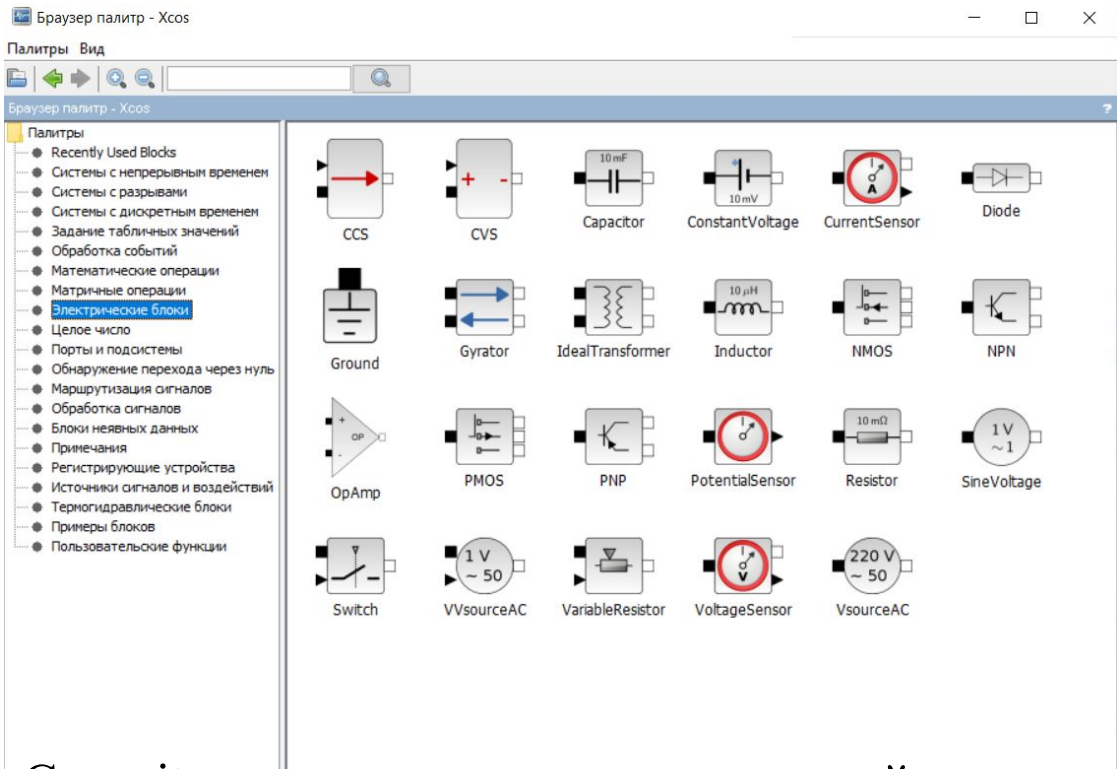 Браузер палитр - Xcos
Палитры Вид
Браузер палитр - Xcos ?
Палитры
Recently Used Blocks
Системы с непрерывным временем
Системы с разрывами
Системы с дискретным временем
Задание табличных значений
Обработка событий
Математические операции
Матричные операции
Электрические блоки
Целое число
Порты и подсистемы
Обнаружение перехода через нуль
Маршрутизация сигналов
Обработка сигналов
Блоки неявных данных
Примечания
Регистрирующие устройства
Источники сигналов и воздействий
Термогидравлические блоки
Примеры блоков
Пользовательские функции
+ -
10 mF
10 mV
A
CCS CVS Capacitor ConstantVoltage CurrentSensor Diode
10 μH
Ground Gyrator IdealTransformer Inductor NMOS NPN
+
OP
-
10 mΩ
1 V
~ 1
OpAmp PMOS PNP PotentialSensor Resistor SineVoltage
1 V
~ 50
V
220 V
~ 50
Switch VVsourceAC VariableResistor VoltageSensor VsourceAC